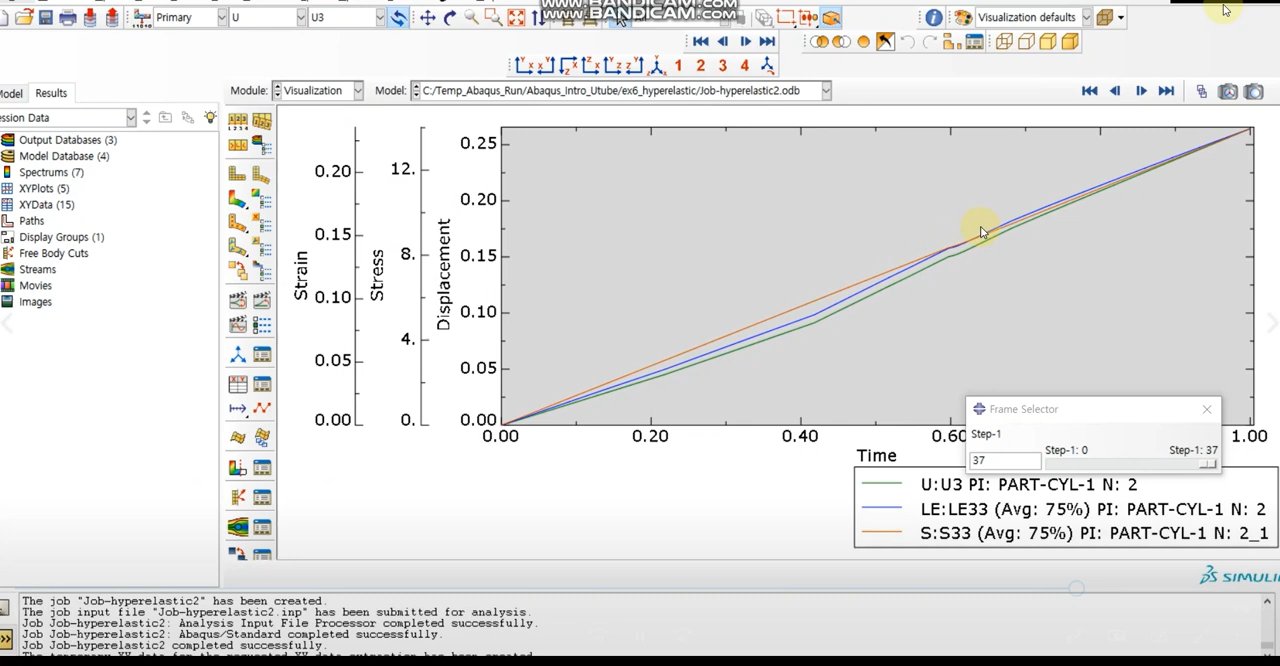 www.BANDICAM.COM
www.BANDICAM.COM
Primary U U3
Visualization defaults
1 2 3 4
Model Results
Module: Visualization Model: C:/Temp_Abaqus_Run/Abaqus_Intro_Utube/ex6_hyperelastic/Job-hyperelastic2.odb
ession Data
Output Databases (3)
Model Database (4)
Spectrums (7)
XYPlots (5)
XYData (15)
Paths
Display Groups (1)
Free Body Cuts
Streams
Movies
Images
Strain
0.20
0.15
0.10
0.05
0.00
Stress
12.
8.
4.
0.
Displacement
0.25
0.20
0.15
0.10
0.05
0.00
0.00 0.20 0.40 0.60 1.00
Time
Frame Selector
Step-1
Step-1: 0 Step-1: 37
37
U:U3 PI: PART-CYL-1 N: 2
LE:LE33 (Avg: 75%) PI: PART-CYL-1 N: 2
S:S33 (Avg: 75%) PI: PART-CYL-1 N: 2_1
SIMULI
The job "Job-hyperelastic2" has been created.
The job input file "Job-hyperelastic2.inp" has been submitted for analysis.
Job Job-hyperelastic2: Analysis Input File Processor completed successfully.
Job Job-hyperelastic2: Abaqus/Standard completed successfully.
Job Job-hyperelastic2 completed successfully.